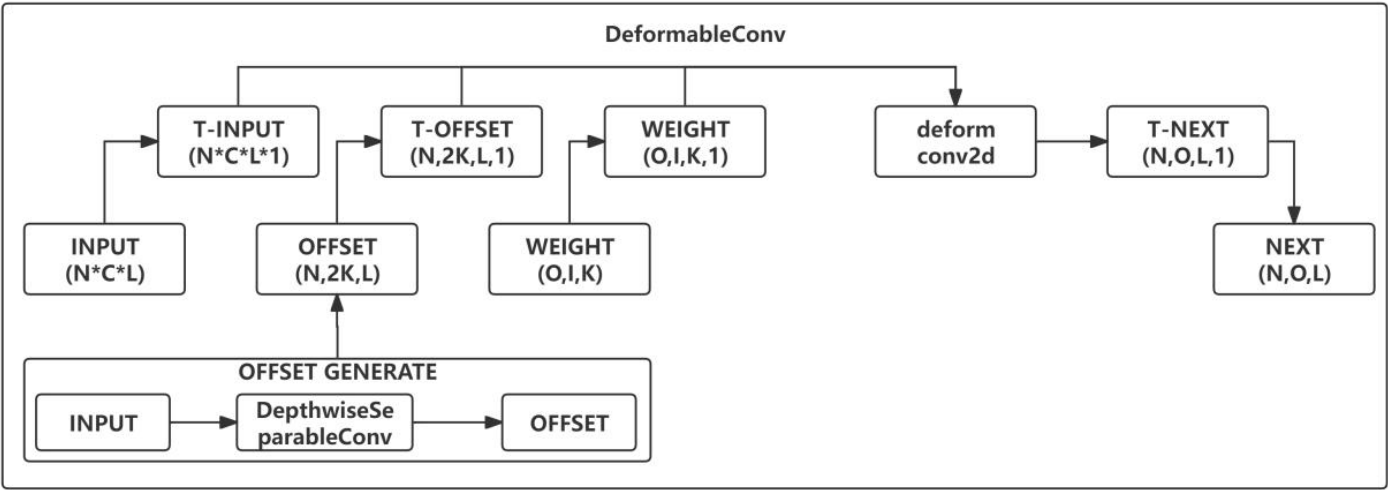 DeformableConv
T-INPUT
(N*C*L*1)
T-OFFSET
(N,2K,L,1)
WEIGHT
(O,I,K,1)
deform
conv2d
T-NEXT
(N,O,L,1)
INPUT
(N*C*L)
OFFSET
(N,2K,L)
WEIGHT
(O,I,K)
NEXT
(N,O,L)
OFFSET GENERATE
INPUT
DepthwiseSe
parableConv
OFFSET